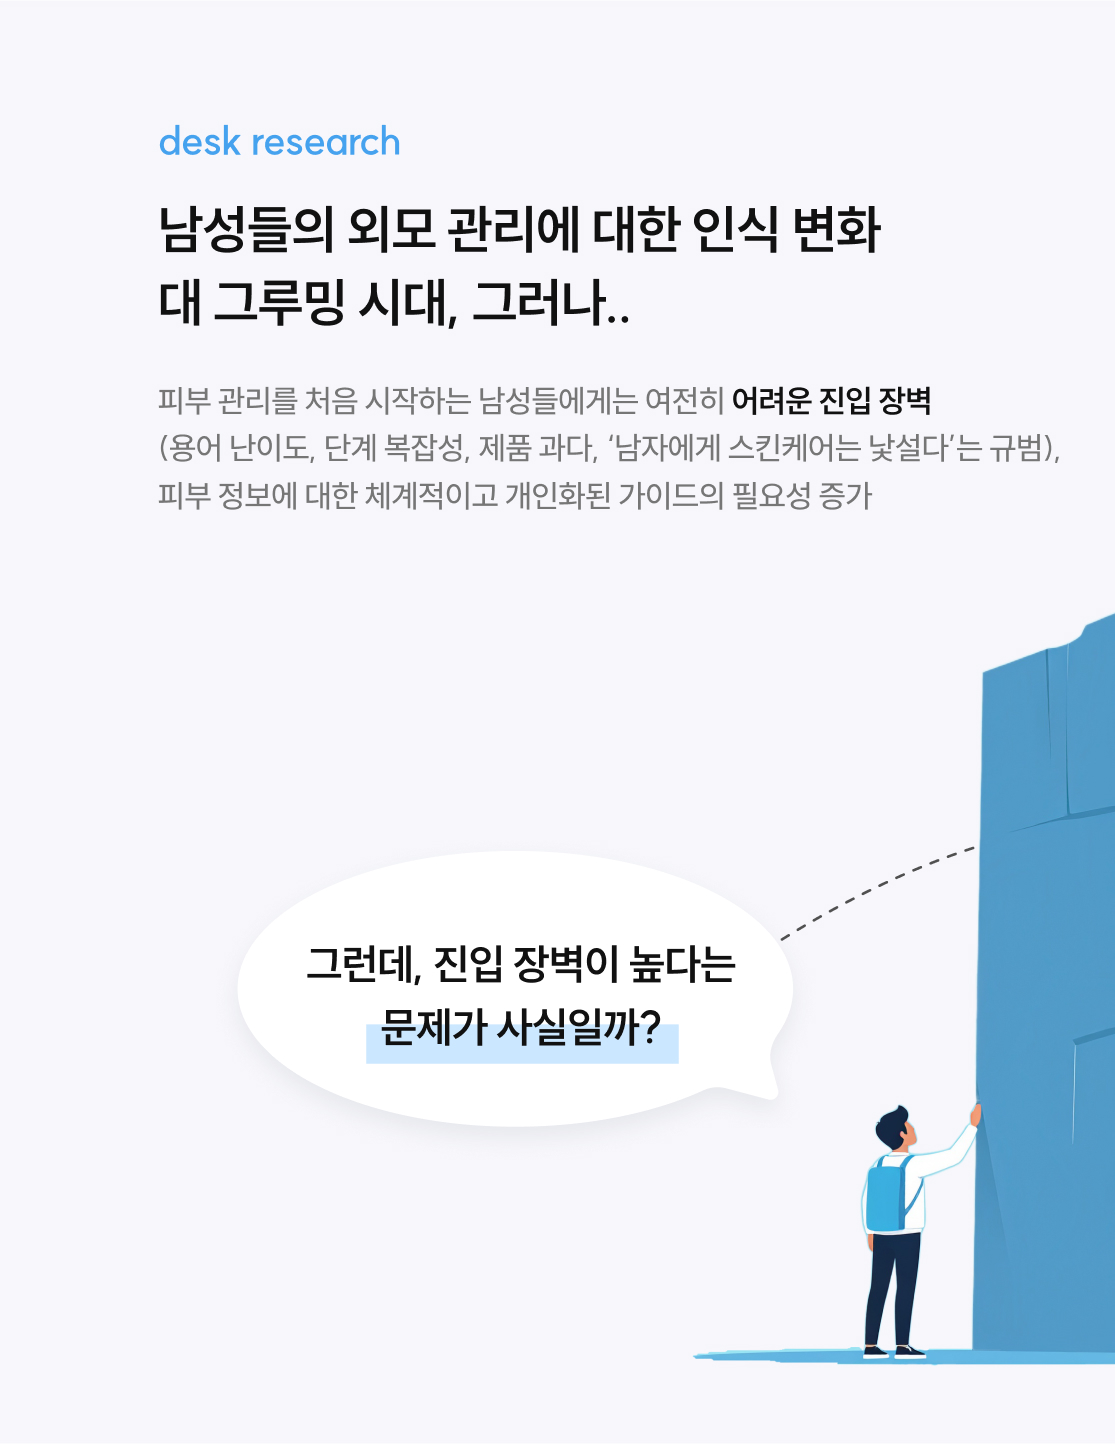 desk research
남성들의 외모 관리에 대한 인식 변화
대 그루밍 시대, 그러나..
피부 관리를 처음 시작하는 남성들에게는 여전히 어려운 진입 장벽
(용어 난이도, 단계 복잡성, 제품 과다, ‘남자에게 스킨케어는 낯설다’는 규범),
피부 정보에 대한 체계적이고 개인화된 가이드의 필요성 증가
그런데, 진입 장벽이 높다는
문제가 사실일까?